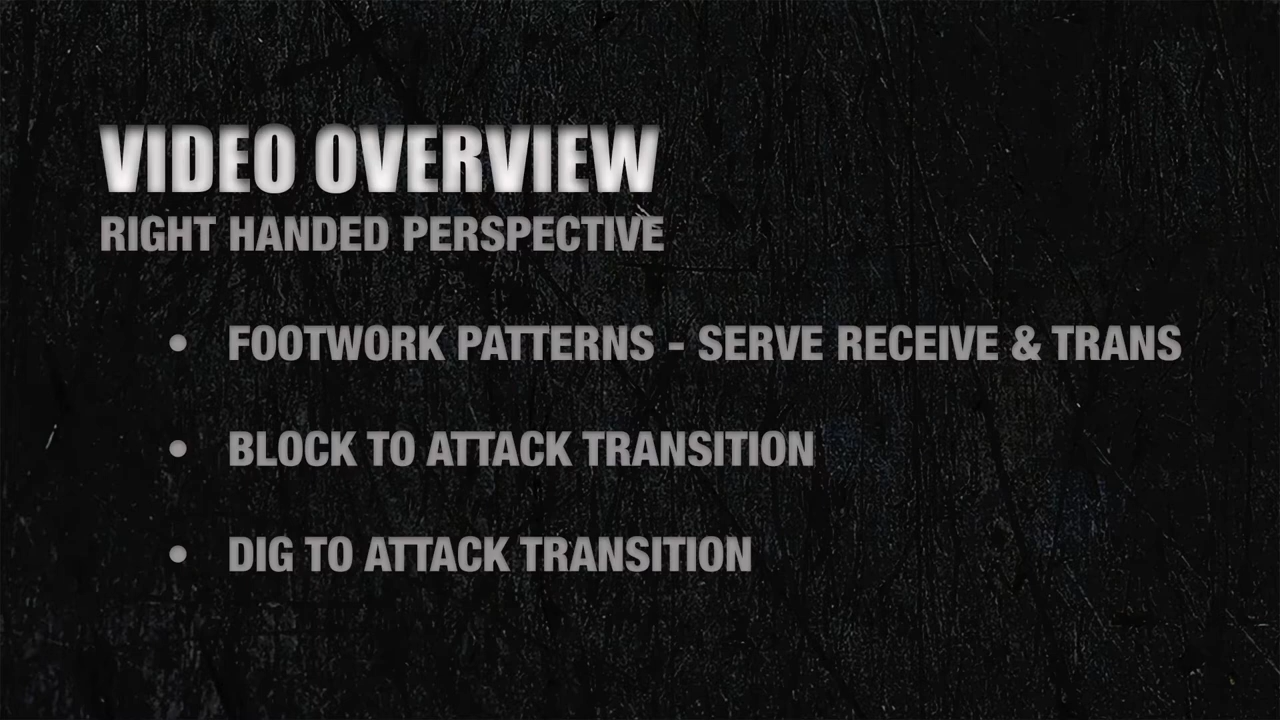 VIDEO OVERVIEW
RIGHT HANDED PERSPECTIVE
• FOOTWORK PATTERNS - SERVE RECEIVE & TRANS
• BLOCK TO ATTACK TRANSITION
• DIG TO ATTACK TRANSITION